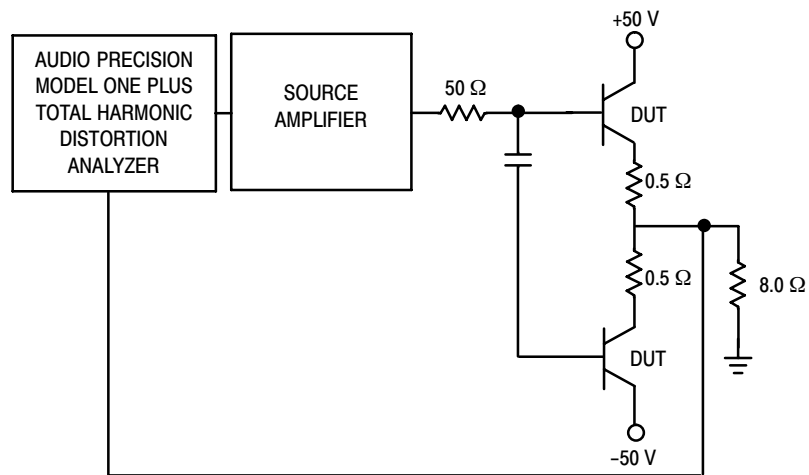 +50 V
AUDIO PRECISION
MODEL ONE PLUS
TOTAL HARMONIC
DISTORTION
ANALYZER
SOURCE
AMPLIFIER
50 Ω
DUT
0.5 Ω
0.5 Ω
8.0 Ω
DUT
–50 V